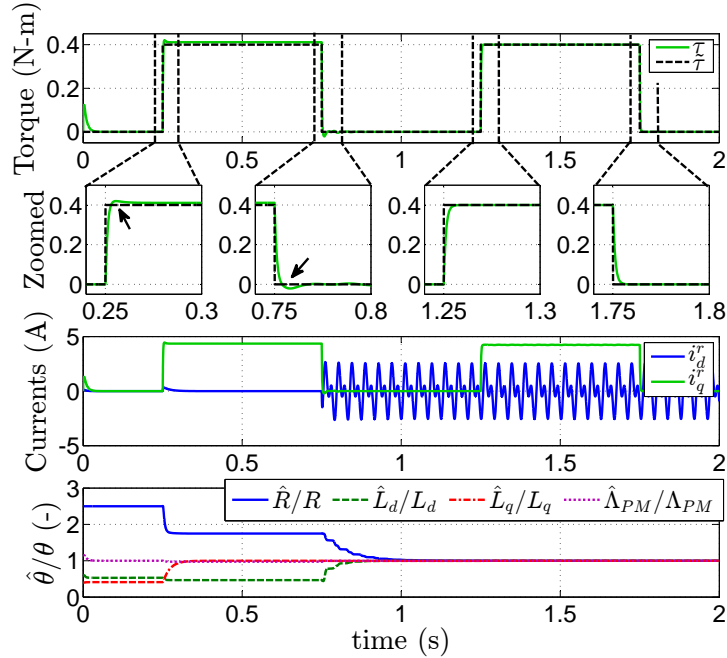 Torque (N-m)
0.4
0.2
0
τ
τ̃
0 0.5 1 1.5 2
Zoomed
0.4
0.2
0
0.25 0.3
0.4
0.2
0
0.75 0.8
0.4
0.2
0
1.25 1.3
0.4
0.2
0
1.75 1.8
Currents (A)
5
0
-5
i_d^r
i_q^r
0 0.5 1 1.5 2
θ̂/θ (-)
3
2
1
0
R̂/R L̂_d/L_d L̂_q/L_q Λ̂_PM/Λ_PM
0 0.5 1 1.5 2
time (s)